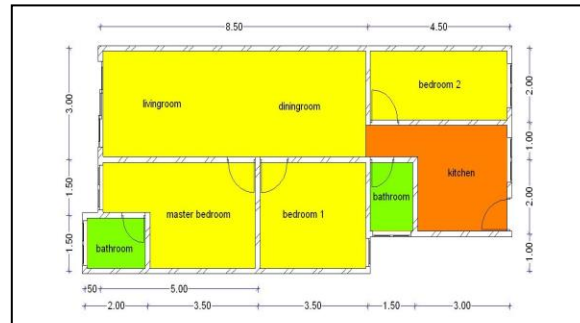 8.50 4.50
bedroom 2
livingroom diningroom
3.00 2.00
1.00
kitchen
bathroom
1.50 2.00
master bedroom bedroom 1
bathroom
1.50 1.00
50 5.00
2.00 3.50 3.50 1.50 3.00